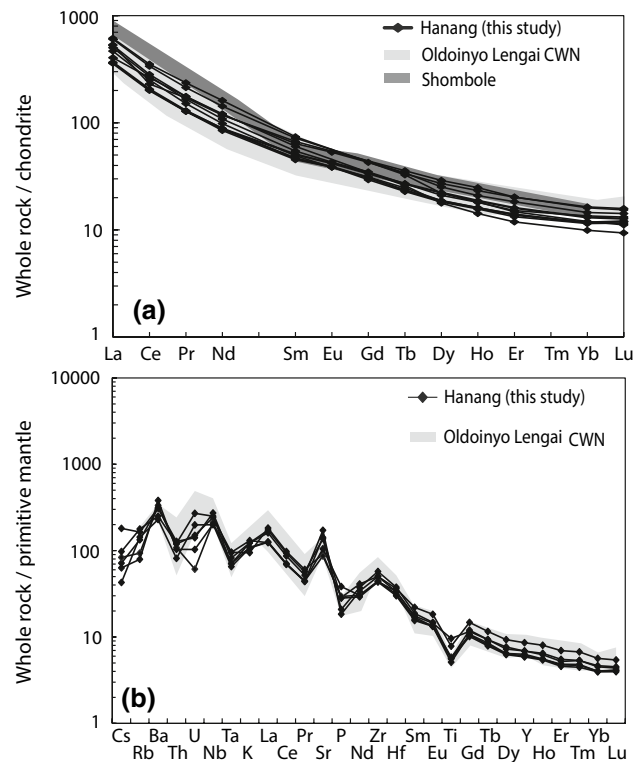 1000
Hanang (this study)
Oldoinyo Lengai CWN
Shombole
100
10
1
Whole rock / chondrite
(a)
La Ce Pr Nd Sm Eu Gd Tb Dy Ho Er Tm Yb Lu
10000
Hanang (this study)
Oldoinyo Lengai CWN
1000
100
10
1
Whole rock / primitive mantle
(b)
Cs Ba U Ta La Pr P Zr Sm Ti Tb Y Er Yb
Rb Th Nb K Ce Sr Nd Hf Eu Gd Dy Ho Tm Lu